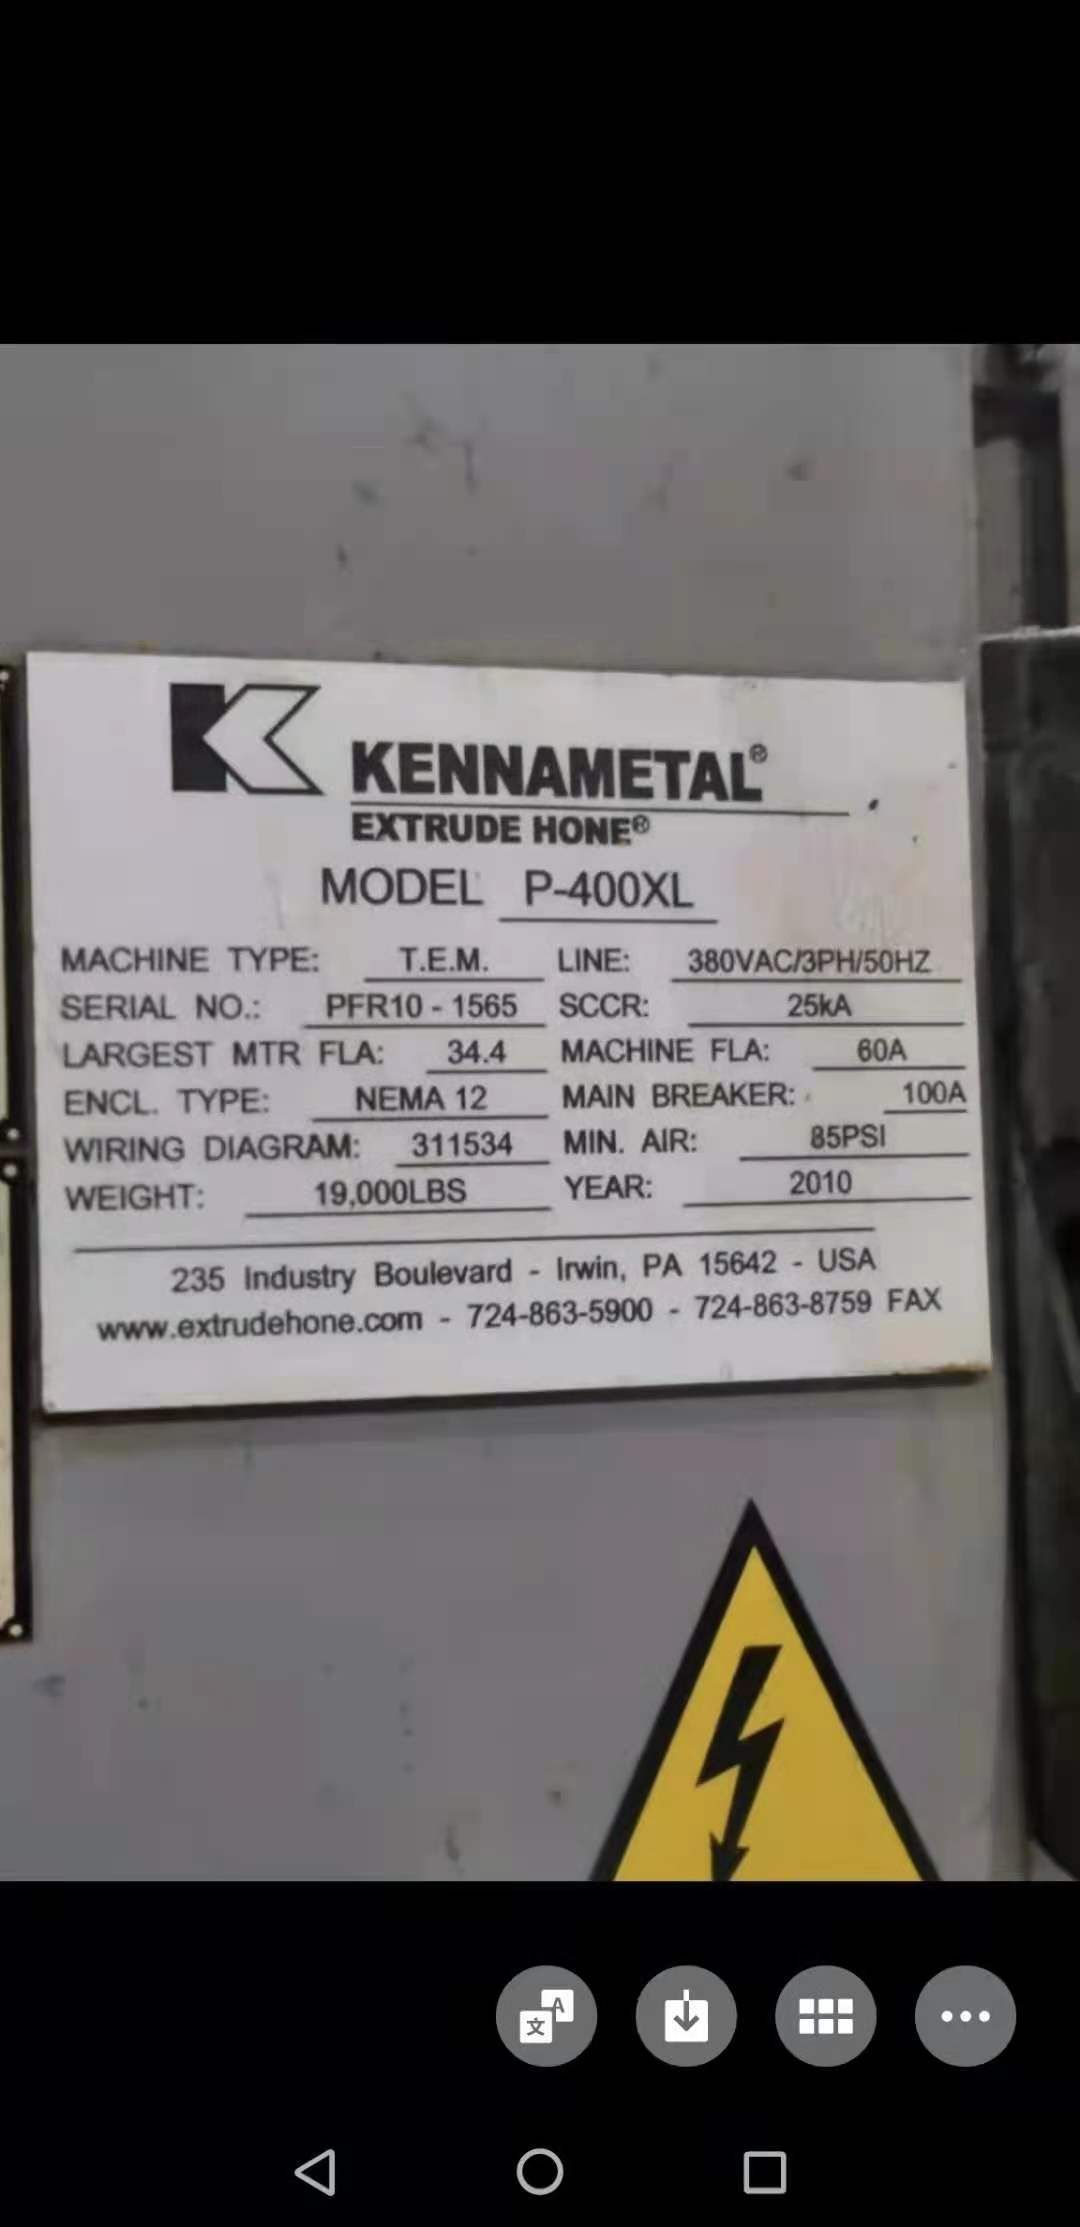 KENNAMETAL®
EXTRUDE HONE®
MODEL P-400XL
MACHINE TYPE: T.E.M. LINE: 380VAC/3PH/50HZ
SERIAL NO.: PFR10 - 1565 SCCR: 25kA
LARGEST MTR FLA: 34.4 MACHINE FLA: 60A
ENCL. TYPE: NEMA 12 MAIN BREAKER: 100A
WIRING DIAGRAM: 311534 MIN. AIR: 85PSI
WEIGHT: 19,000LBS YEAR: 2010
235 Industry Boulevard - Irwin, PA 15642 - USA
www.extrudehone.com - 724-863-5900 - 724-863-8759 FAX
文 A